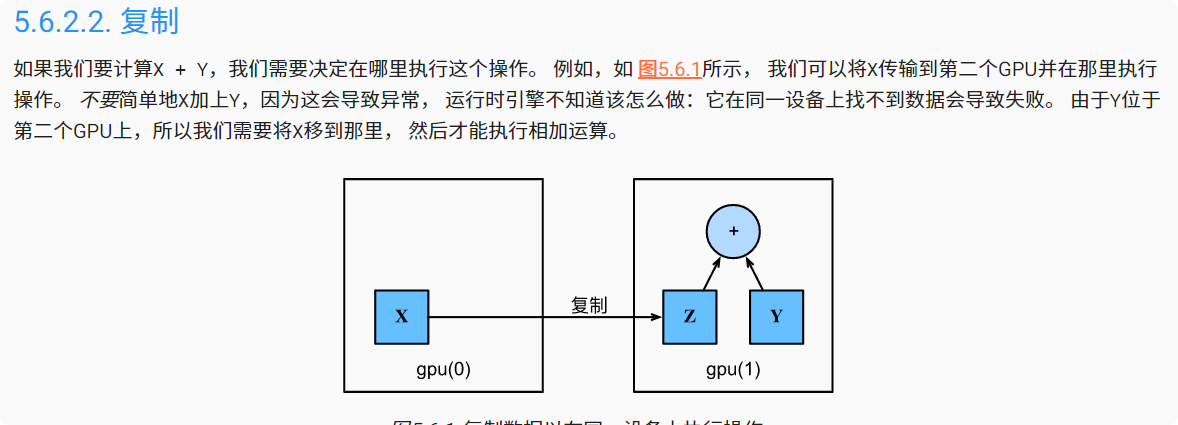 5.6.2.2. 复制
如果我们要计算X + Y，我们需要决定在哪里执行这个操作。 例如，如 图5.6.1所示， 我们可以将X传输到第二个GPU并在那里执行
操作。 不要简单地X加上Y，因为这会导致异常， 运行时引擎不知道该怎么做：它在同一设备上找不到数据会导致失败。 由于Y位于
第二个GPU上，所以我们需要将X移到那里， 然后才能执行相加运算。
+
复制
X
Z
Y
gpu(0)
gpu(1)